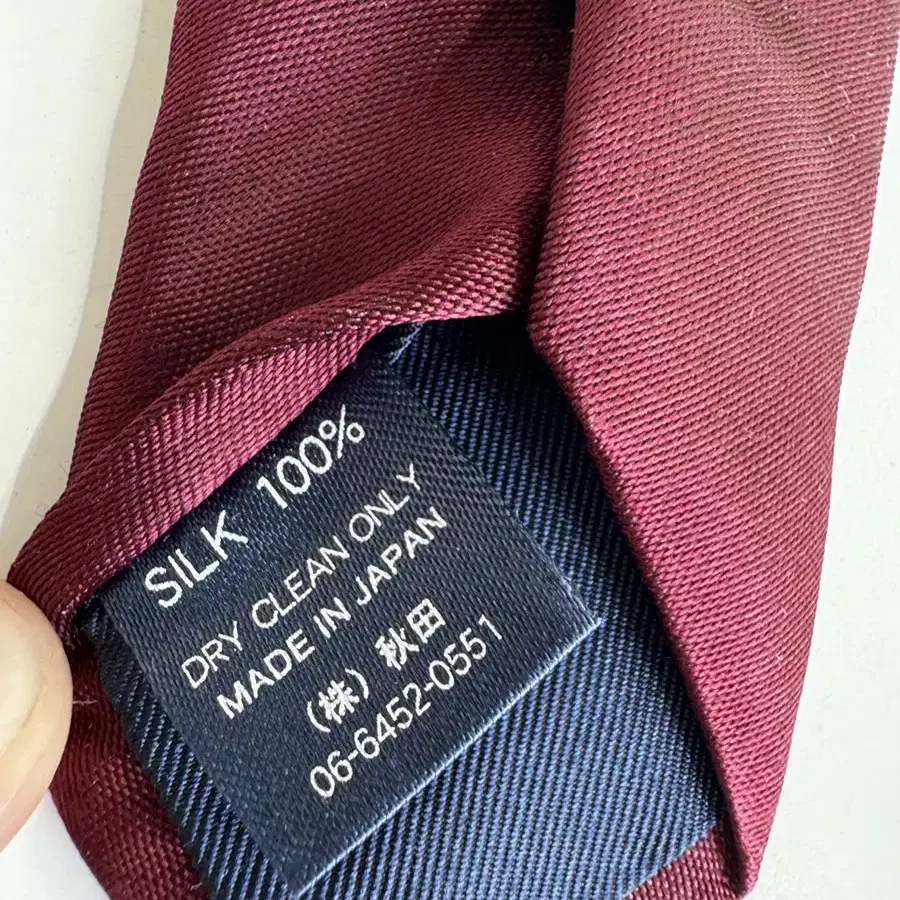 SILK 100%
DRY CLEAN ONLY
MADE IN JAPAN
(株) 秋田
06-6452-0551